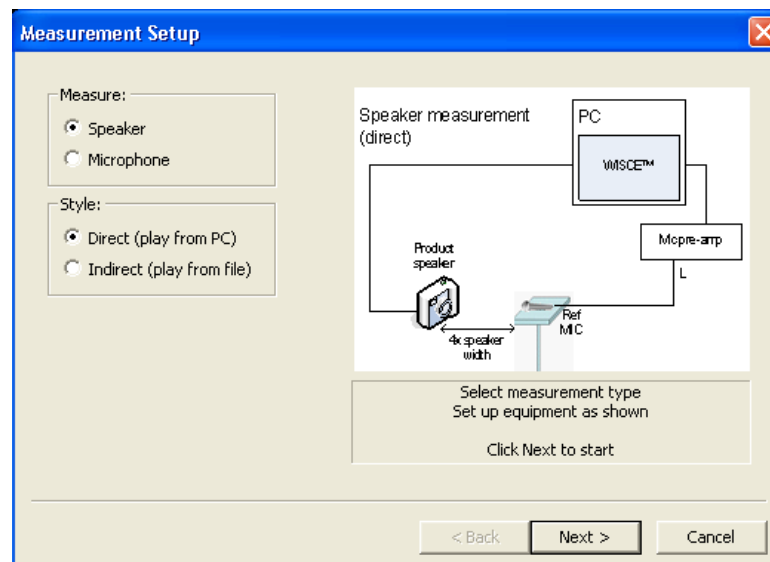 Measurement Setup
Measure:
Speaker
Microphone
Style:
Direct (play from PC)
Indirect (play from file)
Speaker measurement
(direct)
PC
WISCE™
Mcpre-amp
L
Product
speaker
Ref
MIC
4x speaker
width
Select measurement type
Set up equipment as shown
Click Next to start
< Back
Next >
Cancel